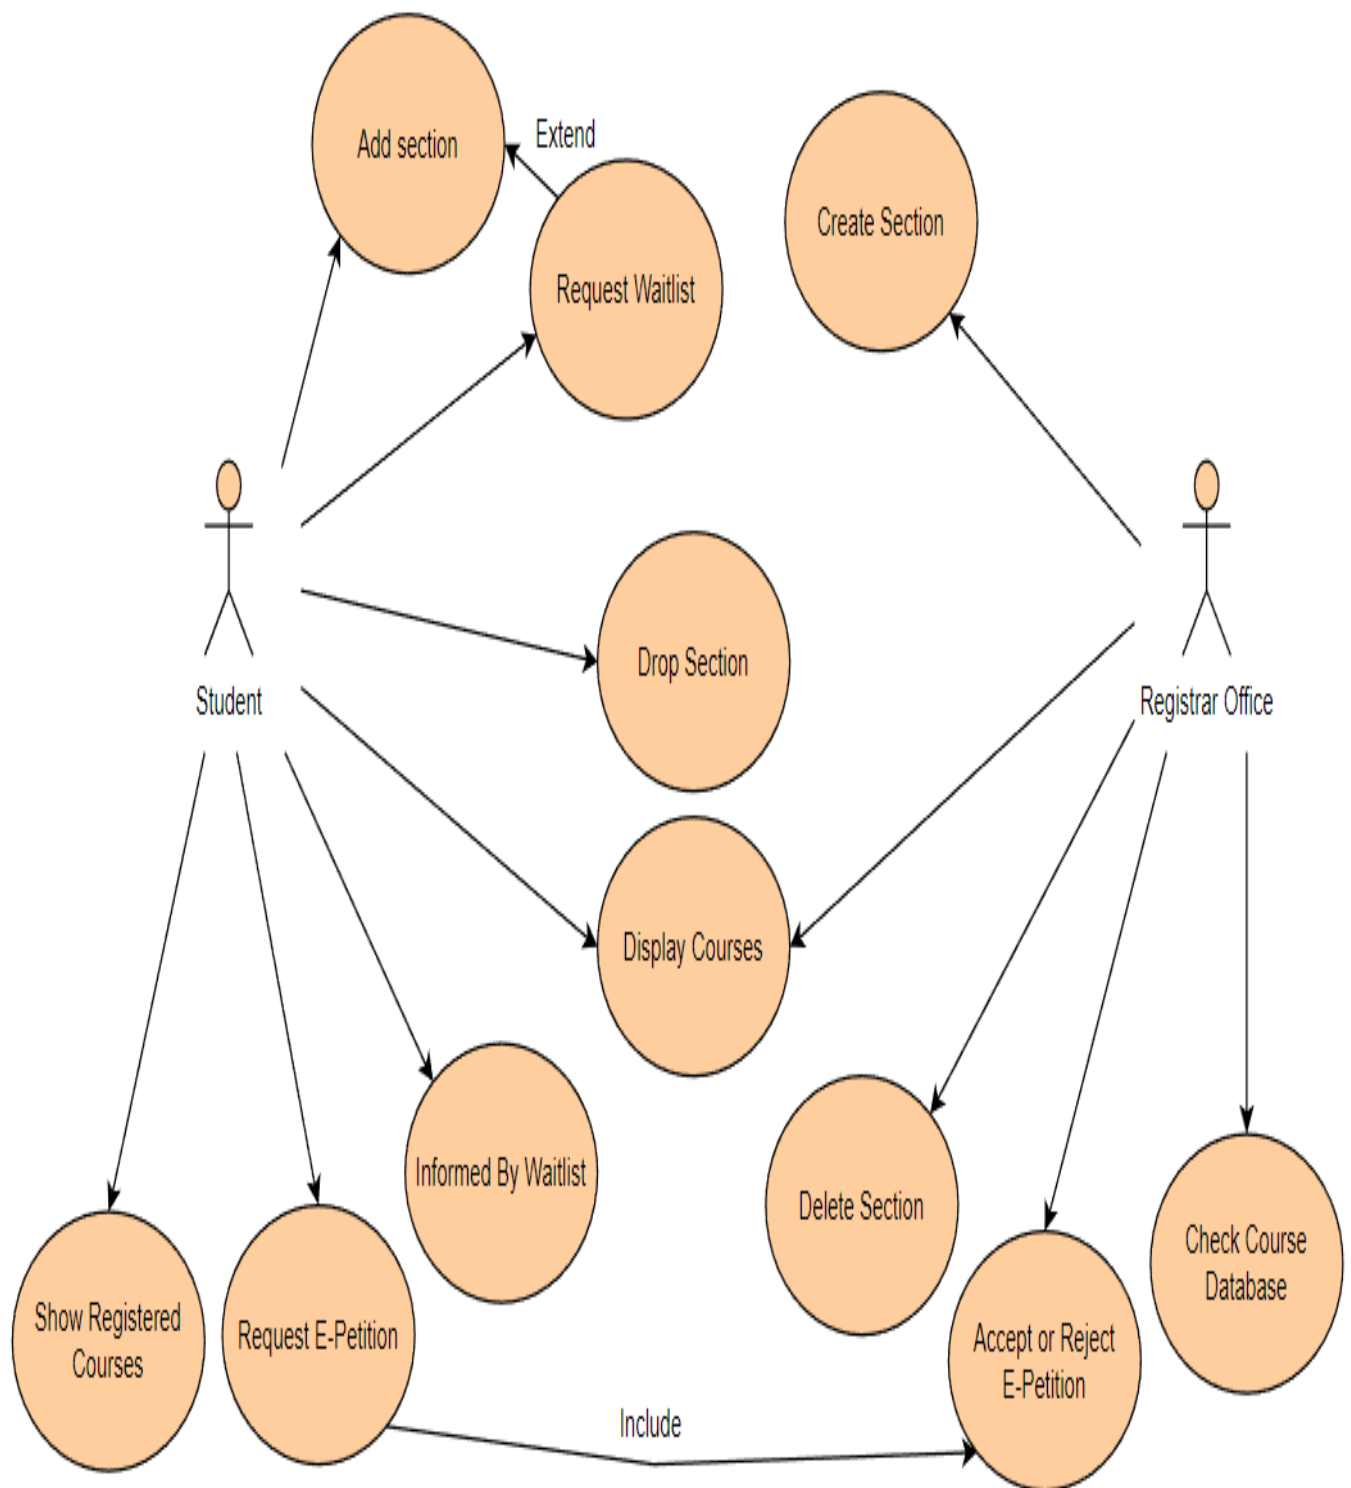 Add section
Extend
Create Section
Request Waitlist
Drop Section
Student
Registrar Office
Display Courses
Informed By Waitlist
Delete Section
Check Course
Database
Show Registered
Courses
Request E-Petition
Accept or Reject
E-Petition
Include